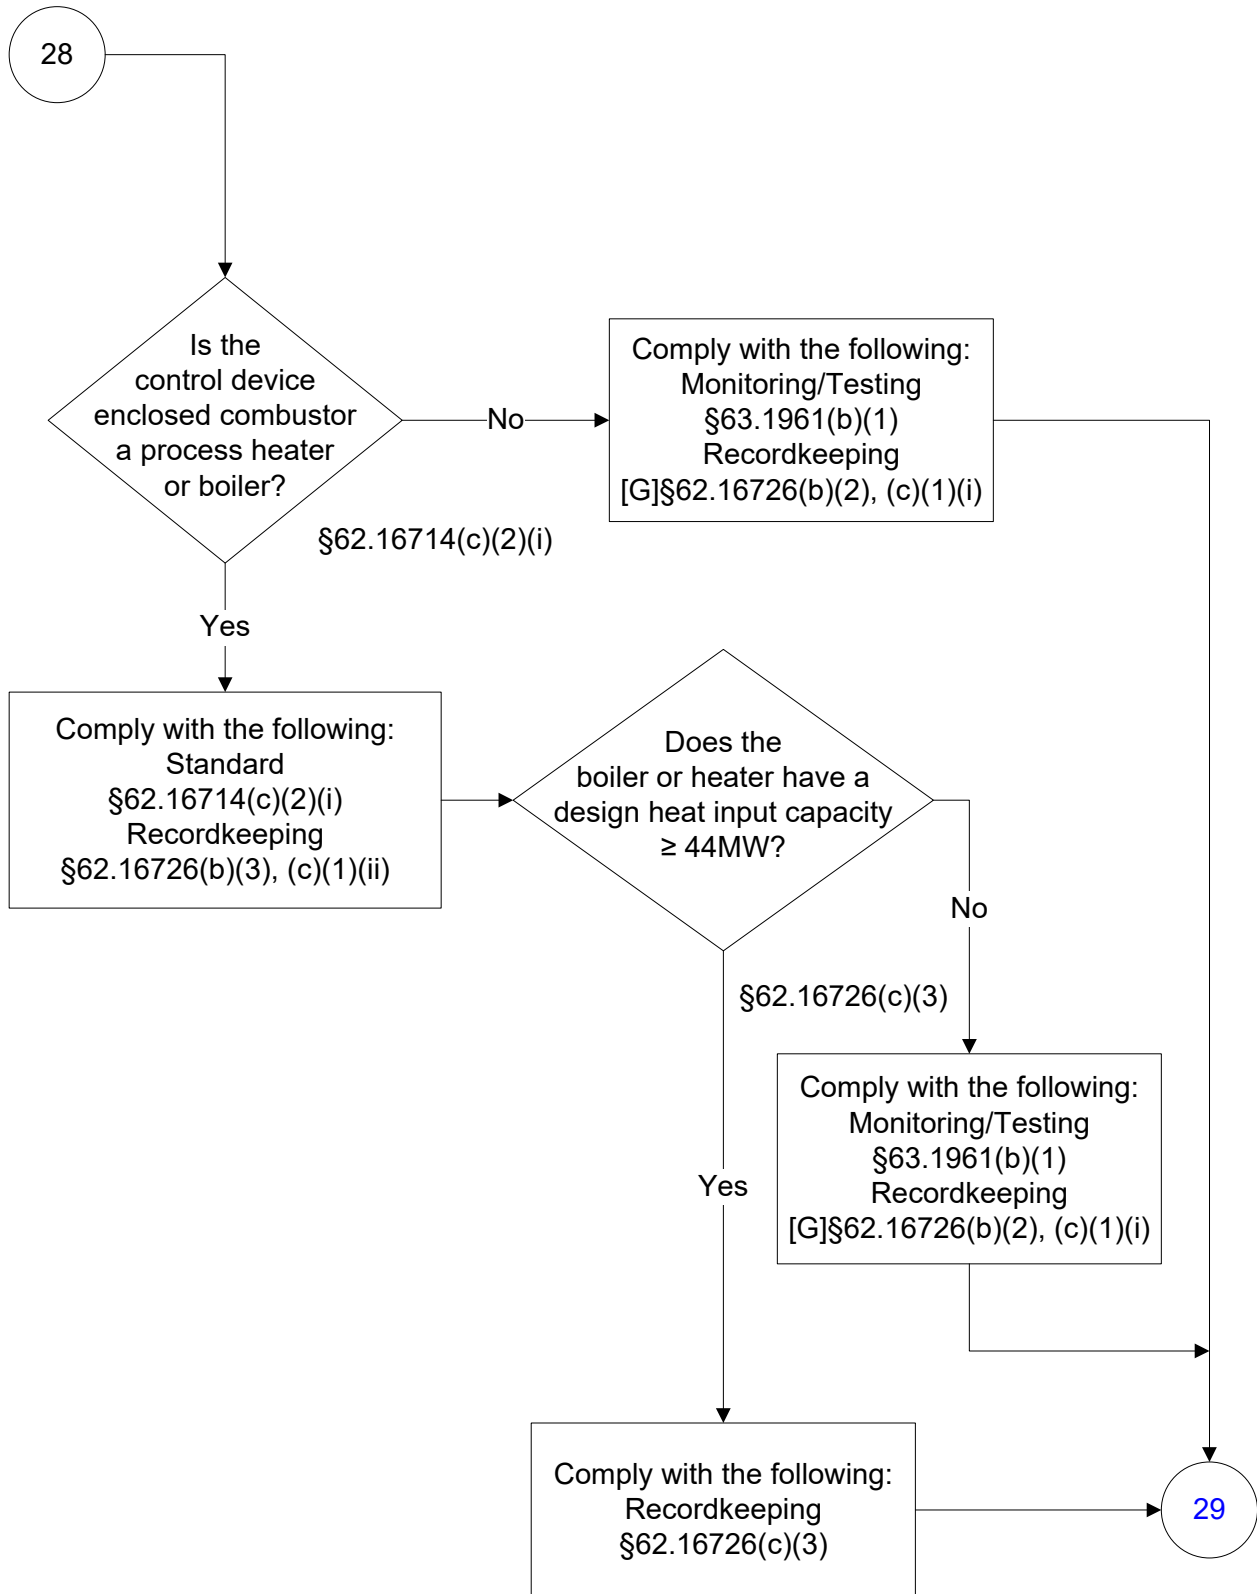 28
Is the
control device
enclosed combustor
a process heater
or boiler?
No
Comply with the following:
Monitoring/Testing
§63.1961(b)(1)
Recordkeeping
[G]§62.16726(b)(2), (c)(1)(i)
§62.16714(c)(2)(i)
Yes
Comply with the following:
Standard
§62.16714(c)(2)(i)
Recordkeeping
§62.16726(b)(3), (c)(1)(ii)
Does the
boiler or heater have a
design heat input capacity
≥ 44MW?
No
§62.16726(c)(3)
Comply with the following:
Monitoring/Testing
§63.1961(b)(1)
Recordkeeping
[G]§62.16726(b)(2), (c)(1)(i)
Yes
Comply with the following:
Recordkeeping
§62.16726(c)(3)
29